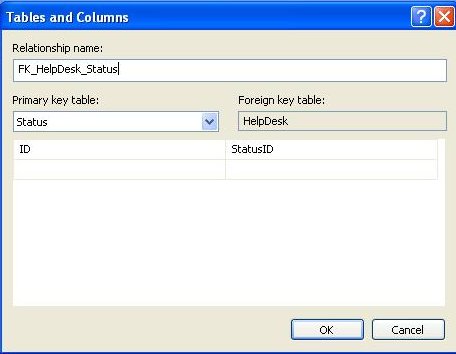 Tables and Columns
Relationship name:
FK_HelpDesk_Status
Primary key table:
Foreign key table:
Status
HelpDesk
ID
StatusID
OK
Cancel